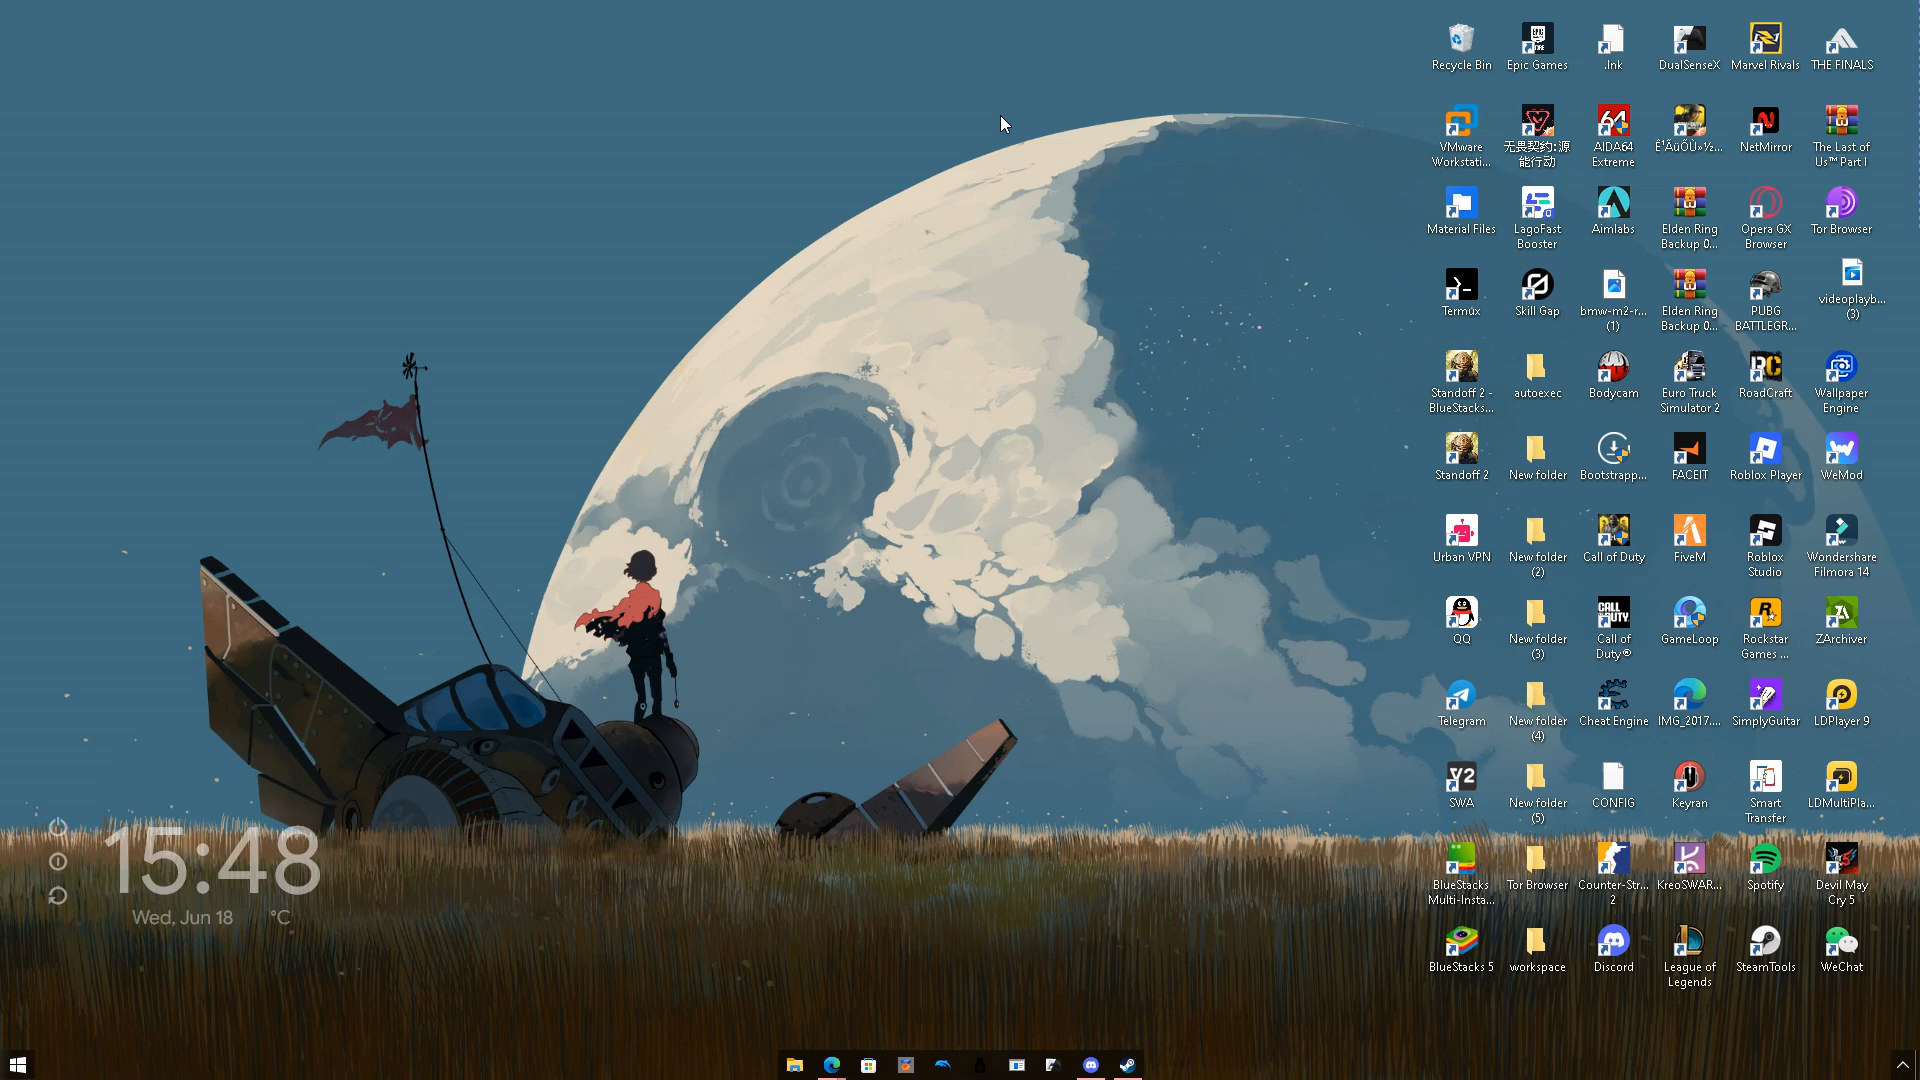 Recycle Bin
Epic Games
.lnk
DualSenseX
Marvel Rivals
THE FINALS
VMware
Workstati...
无畏契约:源
能行动
AIDA64
Extreme
Ê¹ÃüÕÙ»½...
NetMirror
The Last of
Us™ Part I
Material Files
LagoFast
Booster
Aimlabs
Elden Ring
Backup 0...
Opera GX
Browser
Tor Browser
Termux
Skill Gap
bmw-m2-r...
(1)
Elden Ring
Backup 0...
PUBG
BATTLEGR...
videoplayb...
(3)
Standoff 2 -
BlueStacks...
autoexec
Bodycam
Euro Truck
Simulator 2
RoadCraft
Wallpaper
Engine
Standoff 2
New folder
Bootstrapp...
FACEIT
Roblox Player
WeMod
Urban VPN
New folder
(2)
Call of Duty
FiveM
Roblox
Studio
Wondershare
Filmora 14
QQ
New folder
(3)
Call of
Duty®
GameLoop
Rockstar
Games ...
ZArchiver
Telegram
New folder
(4)
Cheat Engine
IMG_2017....
SimplyGuitar
LDPlayer 9
SWA
New folder
(5)
CONFIG
Keyran
Smart
Transfer
LDMultiPla...
BlueStacks
Multi-Insta...
Tor Browser
Counter-Str...
2
KreoSWAR...
Spotify
Devil May
Cry 5
BlueStacks 5
workspace
Discord
League of
Legends
SteamTools
WeChat
15:48
Wed, Jun 18
°C